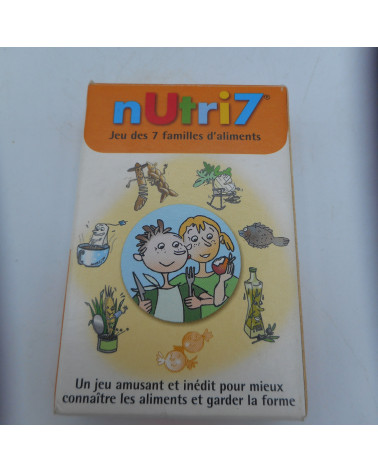 nUtri7®
Jeu des 7 familles d'aliments
Un jeu amusant et inédit pour mieux
connaître les aliments et garder la forme